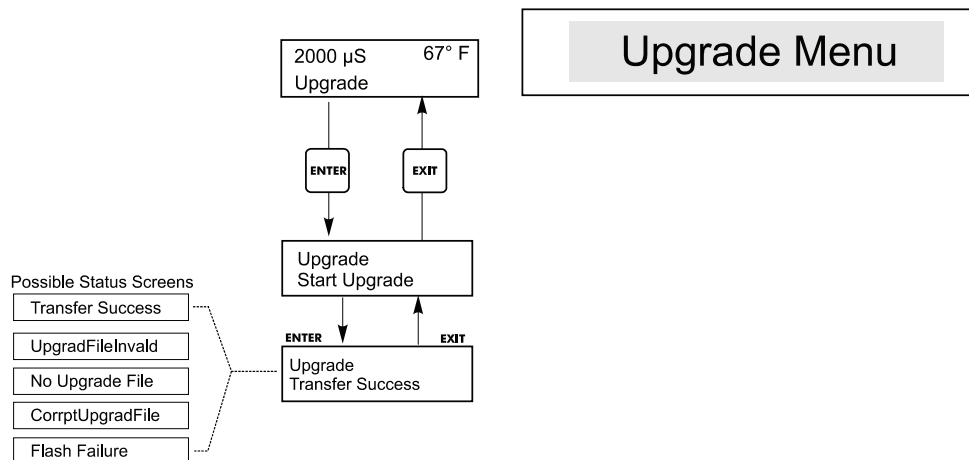 Upgrade Menu
2000 µS 67° F
Upgrade
ENTER EXIT
Upgrade
Start Upgrade
ENTER EXIT
Upgrade
Transfer Success
Possible Status Screens
Transfer Success
UpgradFileInvald
No Upgrade File
CorrptUpgradFile
Flash Failure